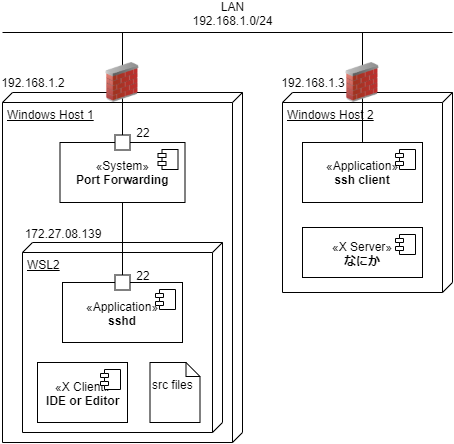 LAN
192.168.1.0/24
192.168.1.2
Windows Host 1
22
«System»
Port Forwarding
172.27.08.139
WSL2
22
«Application»
sshd
«X Client
IDE or Editor
src files
192.168.1.3
Windows Host 2
«Application»
ssh client
«X Server»
なにか